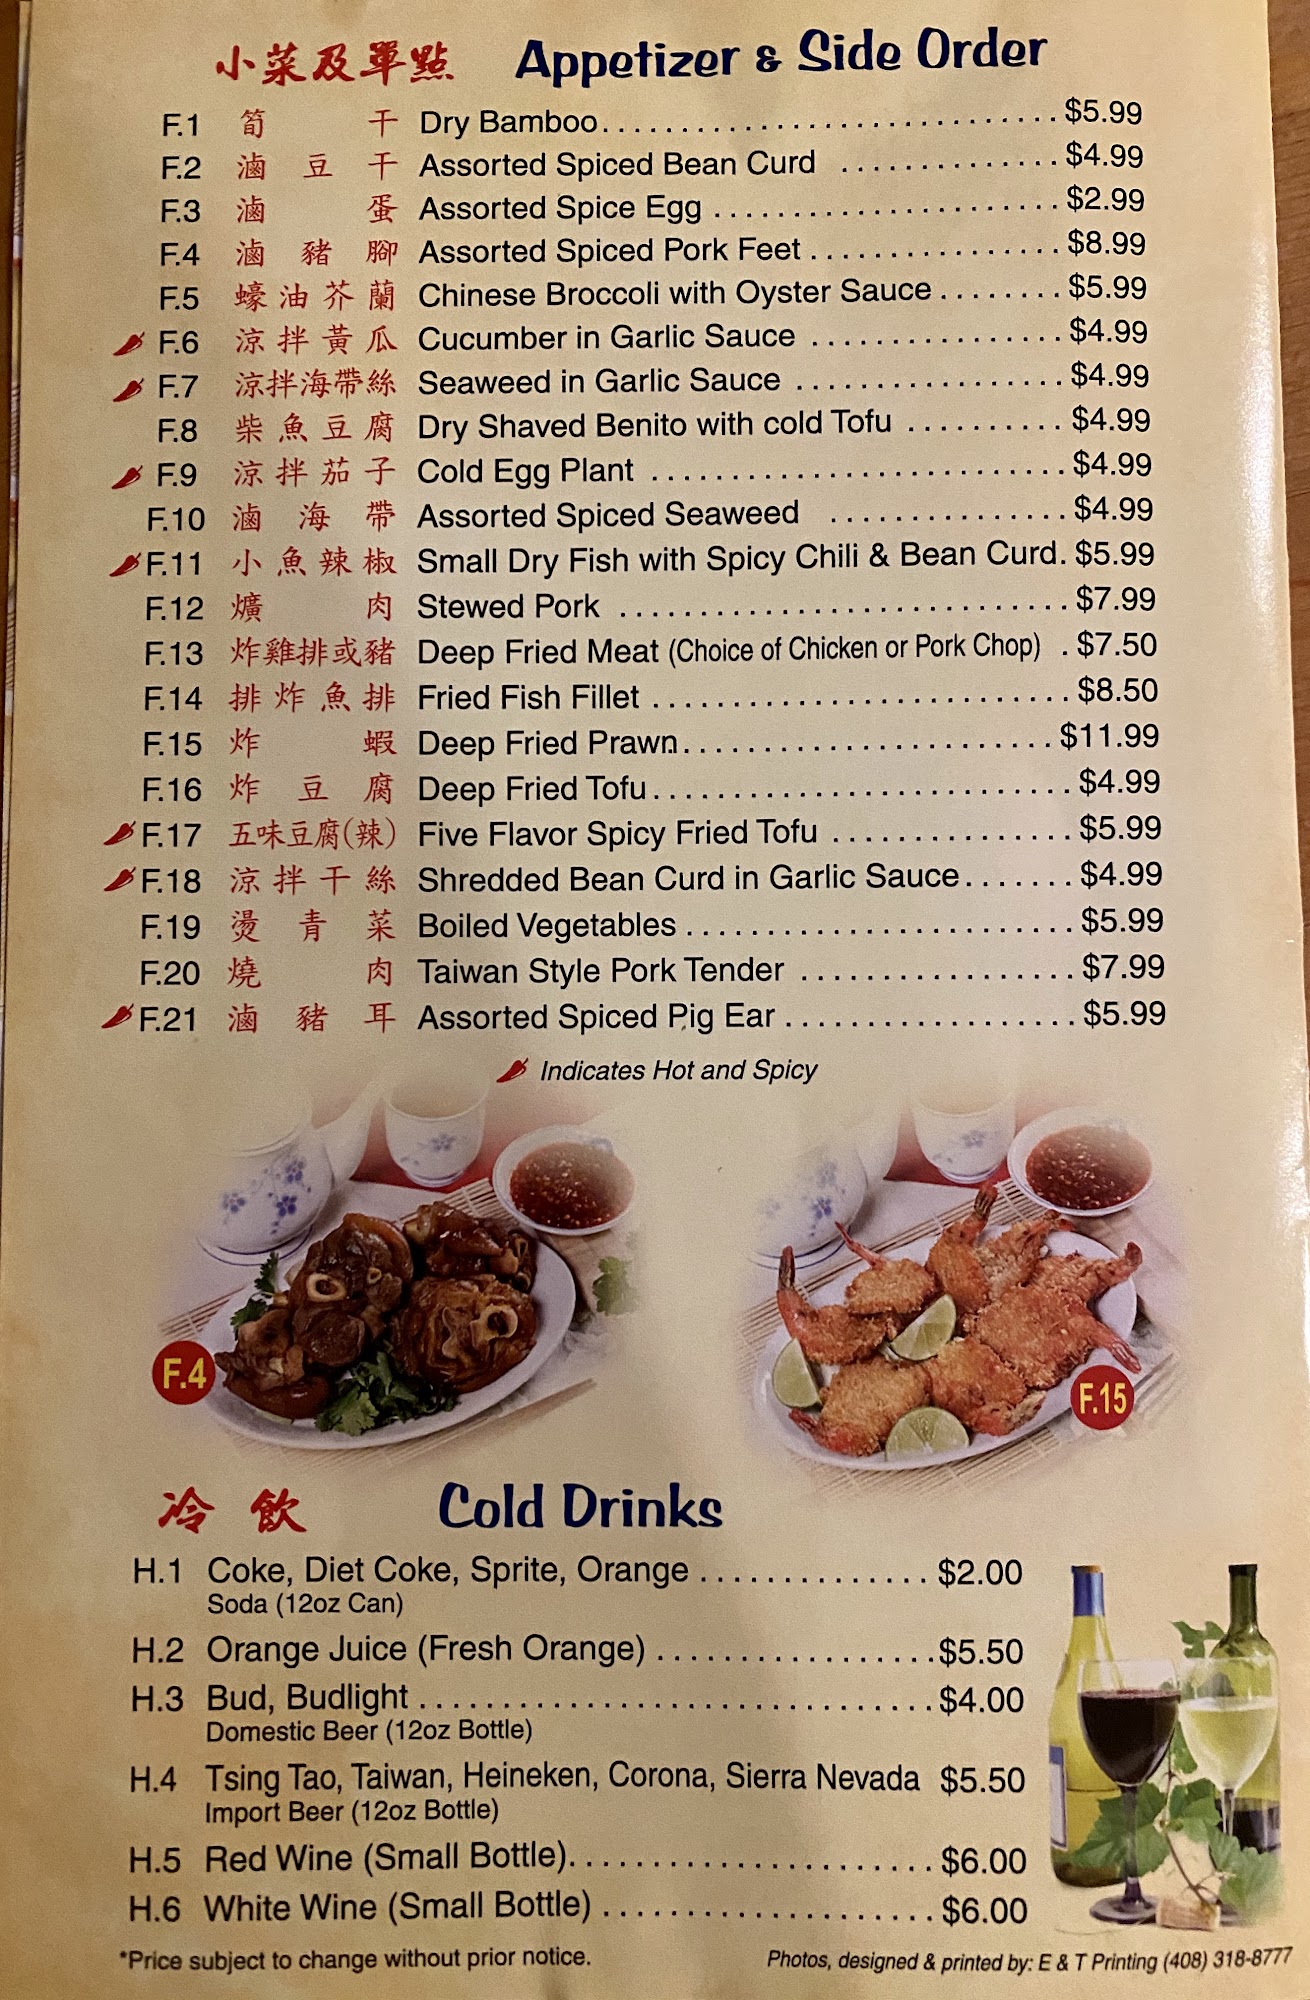 小菜及單點 Appetizer & Side Order
F.1 筍干 Dry Bamboo $5.99
F.2 滷豆干 Assorted Spiced Bean Curd $4.99
F.3 滷蛋 Assorted Spice Egg $2.99
F.4 滷豬腳 Assorted Spiced Pork Feet $8.99
F.5 蠔油芥蘭 Chinese Broccoli with Oyster Sauce $5.99
F.6 涼拌黃瓜 Cucumber in Garlic Sauce $4.99
F.7 涼拌海帶絲 Seaweed in Garlic Sauce $4.99
F.8 柴魚豆腐 Dry Shaved Benito with cold Tofu $4.99
F.9 涼拌茄子 Cold Egg Plant $4.99
F.10 滷海帶 Assorted Spiced Seaweed $4.99
F.11 小魚辣椒 Small Dry Fish with Spicy Chili & Bean Curd. $5.99
F.12 爌肉 Stewed Pork $7.99
F.13 炸雞排或豬 Deep Fried Meat (Choice of Chicken or Pork Chop) $7.50
F.14 排炸魚排 Fried Fish Fillet $8.50
F.15 炸蝦 Deep Fried Prawn $11.99
F.16 炸豆腐 Deep Fried Tofu $4.99
F.17 五味豆腐(辣) Five Flavor Spicy Fried Tofu $5.99
F.18 涼拌干絲 Shredded Bean Curd in Garlic Sauce $4.99
F.19 燙青菜 Boiled Vegetables $5.99
F.20 燒肉 Taiwan Style Pork Tender $7.99
F.21 滷豬耳 Assorted Spiced Pig Ear $5.99
Indicates Hot and Spicy
F.4
F.15
冷飲 Cold Drinks
H.1 Coke, Diet Coke, Sprite, Orange $2.00
Soda (12oz Can)
H.2 Orange Juice (Fresh Orange) $5.50
H.3 Bud, Budlight $4.00
Domestic Beer (12oz Bottle)
H.4 Tsing Tao, Taiwan, Heineken, Corona, Sierra Nevada $5.50
Import Beer (12oz Bottle)
H.5 Red Wine (Small Bottle) $6.00
H.6 White Wine (Small Bottle) $6.00
*Price subject to change without prior notice.
Photos, designed & printed by: E & T Printing (408) 318-8777